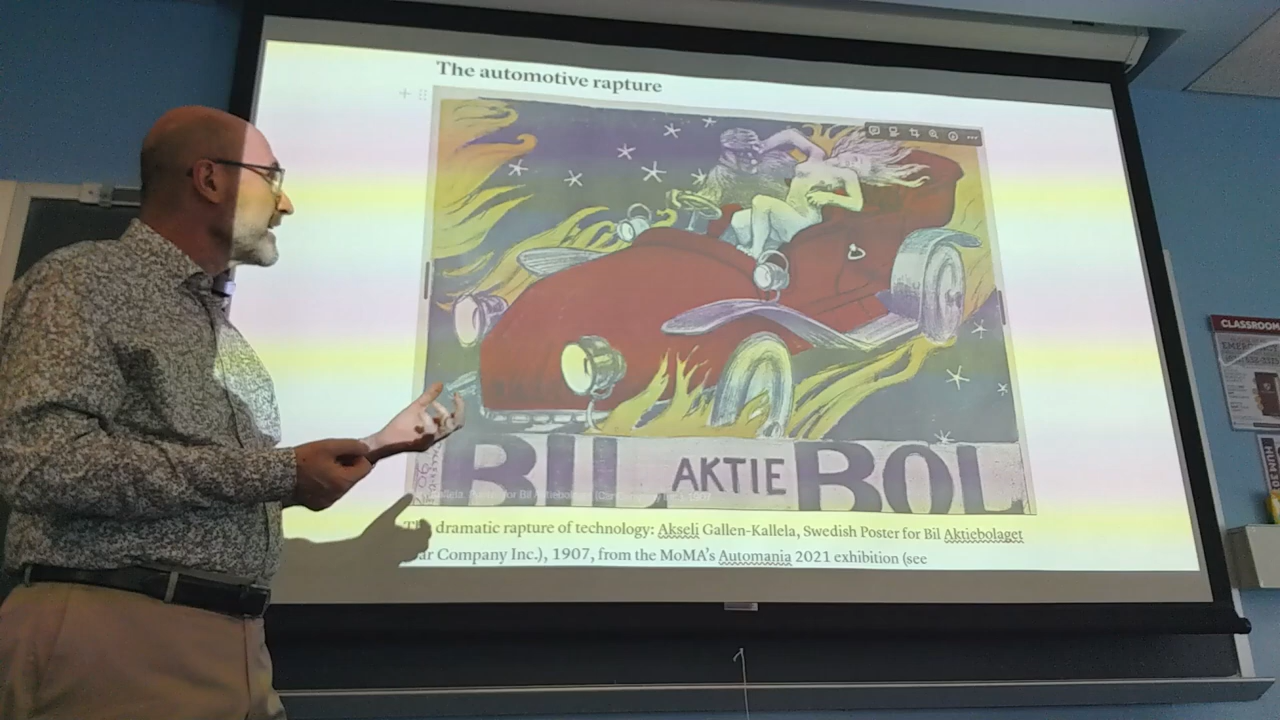 The automotive rapture
BIL AKTIE BOL
dramatic rapture of technology: Akseli Gallen-Kallela, Swedish Poster for Bil Aktiebolaget
ar Company Inc.), 1907, from the MoMA's Automania 2021 exhibition (see
CLASSROOM